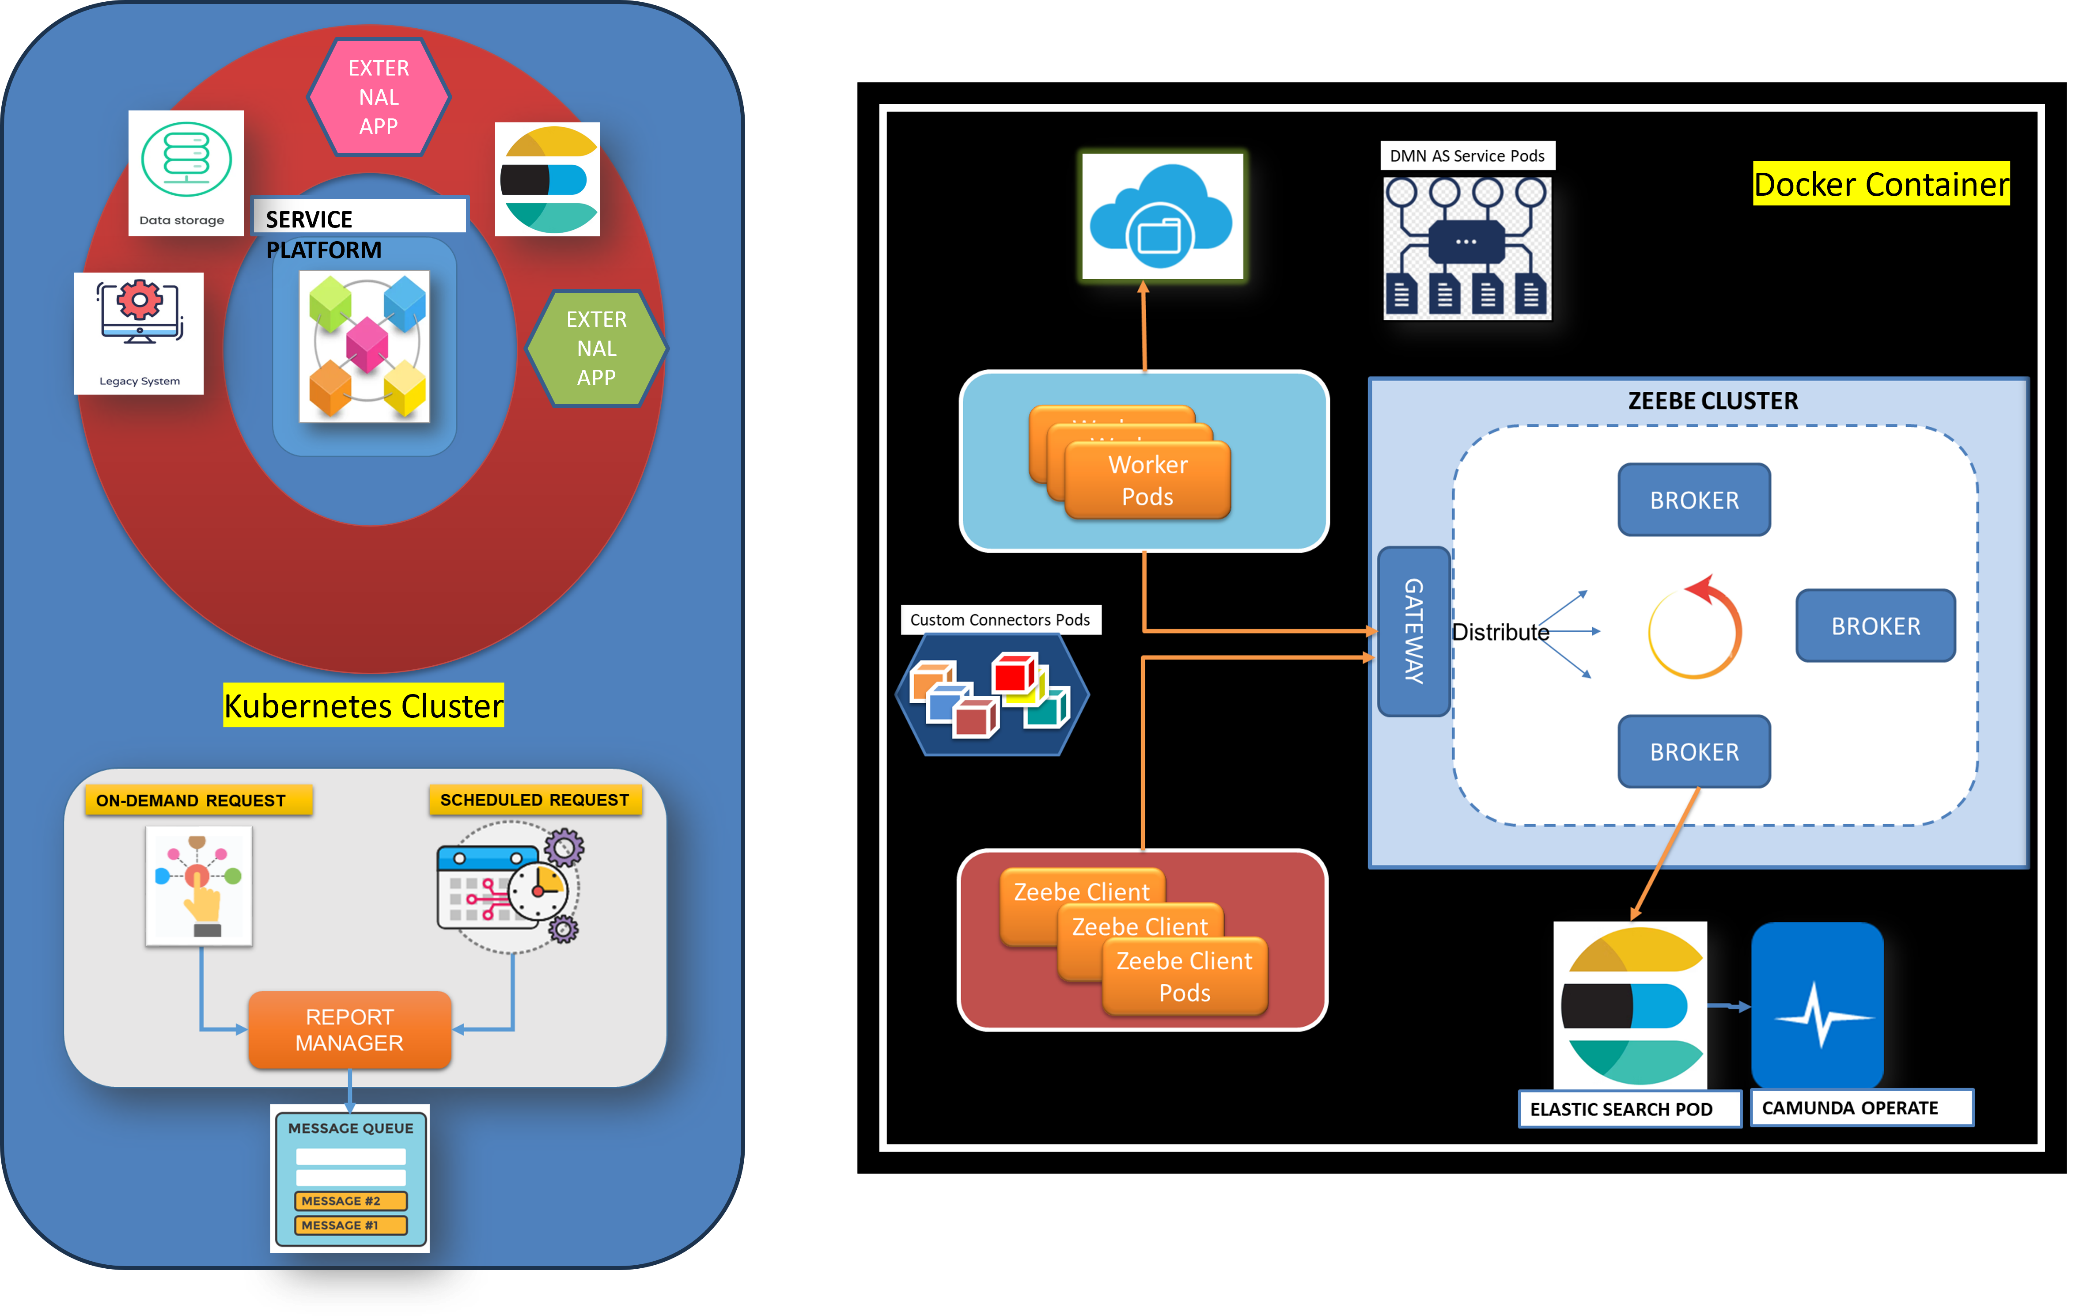 EXTER
NAL
APP
Data storage
SERVICE
PLATFORM
Legacy System
EXTER
NAL
APP
Kubernetes Cluster
ON-DEMAND REQUEST
SCHEDULED REQUEST
REPORT
MANAGER
MESSAGE QUEUE
MESSAGE #2
MESSAGE #1
DMN AS Service Pods
Docker Container
Worker
Pods
ZEEBE CLUSTER
BROKER
GATEWAY
Distribute
BROKER
BROKER
Custom Connectors Pods
Zeebe Client
Zeebe Client
Zeebe Client
Pods
ELASTIC SEARCH POD
CAMUNDA OPERATE